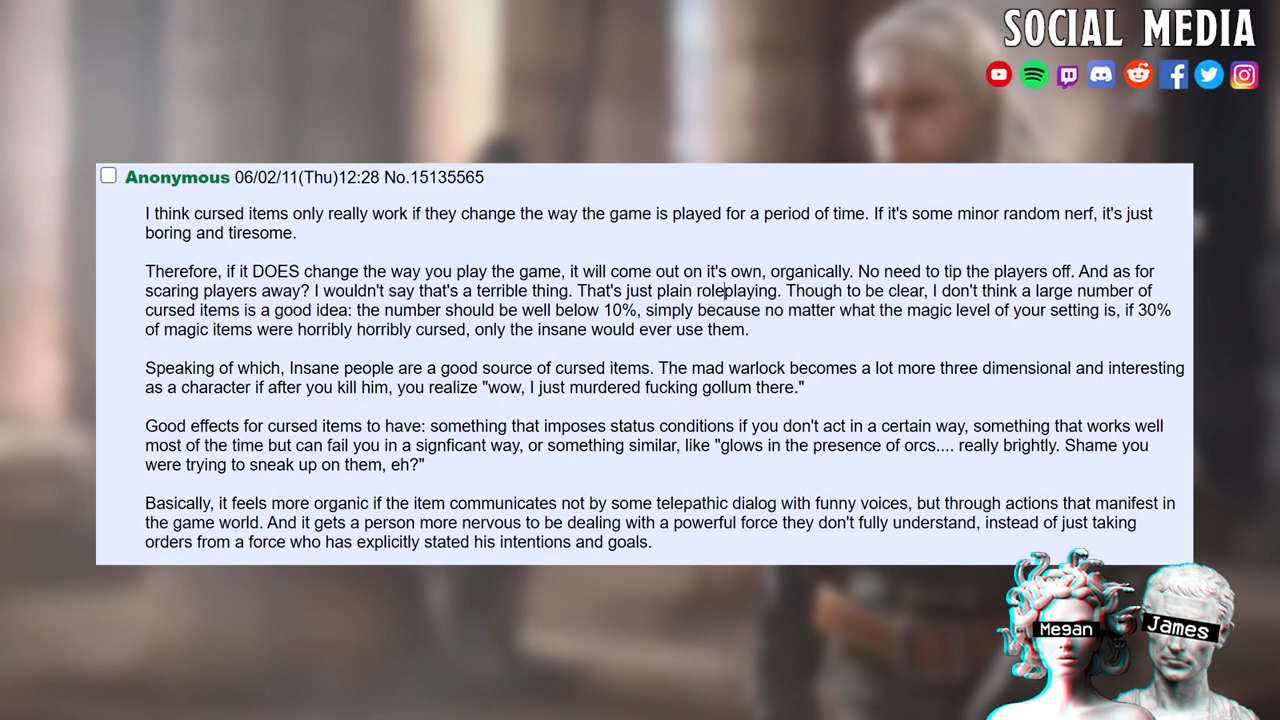 SOCIAL MEDIA
Anonymous 06/02/11(Thu)12:28 No.15135565
I think cursed items only really work if they change the way the game is played for a period of time. If it's some minor random nerf, it's just
boring and tiresome.
Therefore, if it DOES change the way you play the game, it will come out on it's own, organically. No need to tip the players off. And as for
scaring players away? I wouldn't say that's a terrible thing. That's just plain roleplaying. Though to be clear, I don't think a large number of
cursed items is a good idea: the number should be well below 10%, simply because no matter what the magic level of your setting is, if 30%
of magic items were horribly horribly cursed, only the insane would ever use them.
Speaking of which, Insane people are a good source of cursed items. The mad warlock becomes a lot more three dimensional and interesting
as a character if after you kill him, you realize "wow, I just murdered fucking gollum there."
Good effects for cursed items to have: something that imposes status conditions if you don't act in a certain way, something that works well
most of the time but can fail you in a signficant way, or something similar, like "glows in the presence of orcs.... really brightly. Shame you
were trying to sneak up on them, eh?"
Basically, it feels more organic if the item communicates not by some telepathic dialog with funny voices, but through actions that manifest in
the game world. And it gets a person more nervous to be dealing with a powerful force they don't fully understand, instead of just taking
orders from a force who has explicitly stated his intentions and goals.
Megan
James